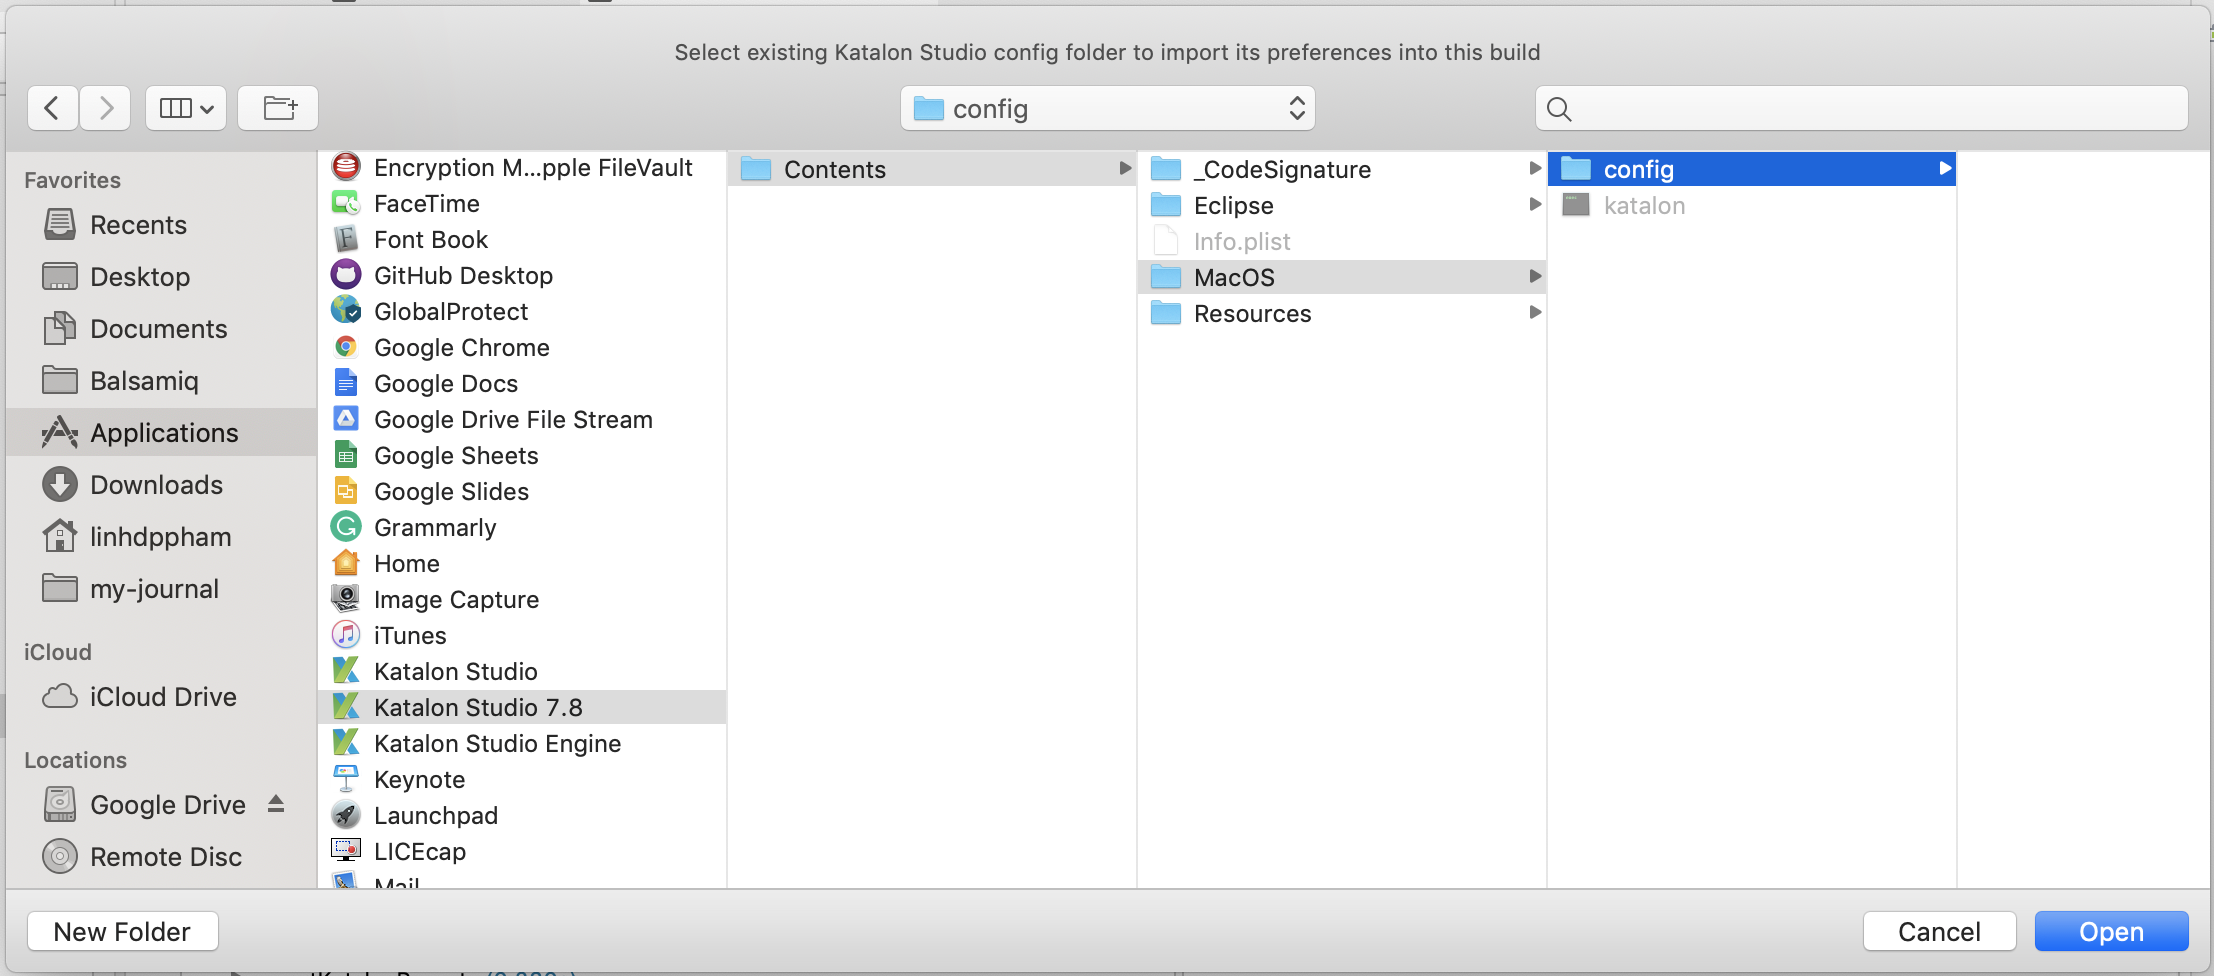 Select existing Katalon Studio config folder to import its preferences into this build
config
Favorites
Recents
Desktop
Documents
Balsamiq
Applications
Downloads
linhdppham
my-journal
iCloud
iCloud Drive
Locations
Google Drive
Remote Disc
Encryption M...pple FileVault
FaceTime
Font Book
GitHub Desktop
GlobalProtect
Google Chrome
Google Docs
Google Drive File Stream
Google Sheets
Google Slides
Grammarly
Home
Image Capture
iTunes
Katalon Studio
Katalon Studio 7.8
Katalon Studio Engine
Keynote
Launchpad
LICEcap
Mail
Contents
_CodeSignature
Eclipse
Info.plist
MacOS
Resources
config
katalon
New Folder
Cancel
Open